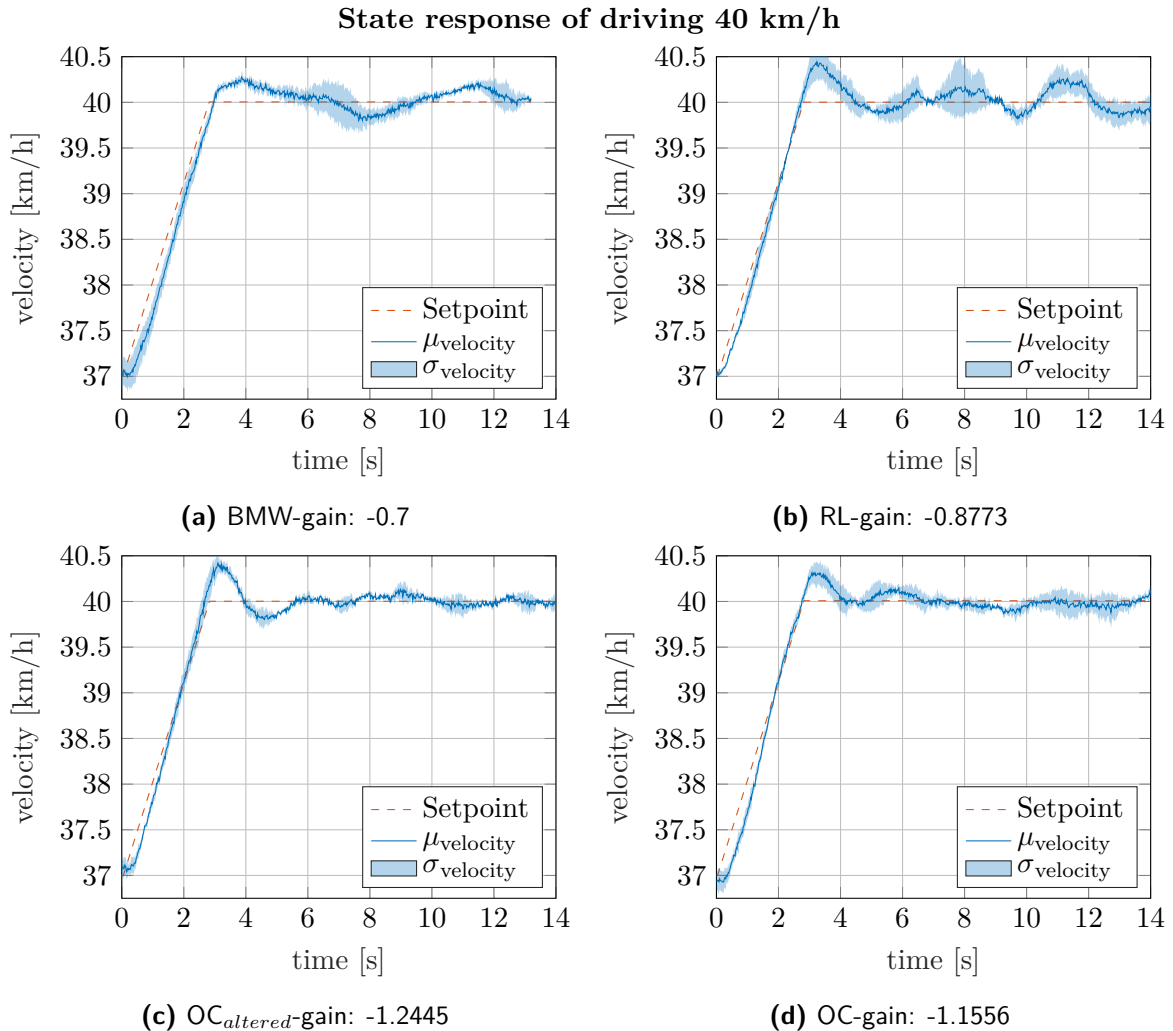 State response of driving 40 km/h
40.5
40
39.5
39
38.5
38
37.5
37
velocity [km/h]
Setpoint
μvelocity
σvelocity
0 2 4 6 8 10 12 14
time [s]
(a) BMW-gain: -0.7
40.5
40
39.5
39
38.5
38
37.5
37
velocity [km/h]
Setpoint
μvelocity
σvelocity
0 2 4 6 8 10 12 14
time [s]
(b) RL-gain: -0.8773
40.5
40
39.5
39
38.5
38
37.5
37
velocity [km/h]
Setpoint
μvelocity
σvelocity
0 2 4 6 8 10 12 14
time [s]
(c) OCaltered-gain: -1.2445
40.5
40
39.5
39
38.5
38
37.5
37
velocity [km/h]
Setpoint
μvelocity
σvelocity
0 2 4 6 8 10 12 14
time [s]
(d) OC-gain: -1.1556